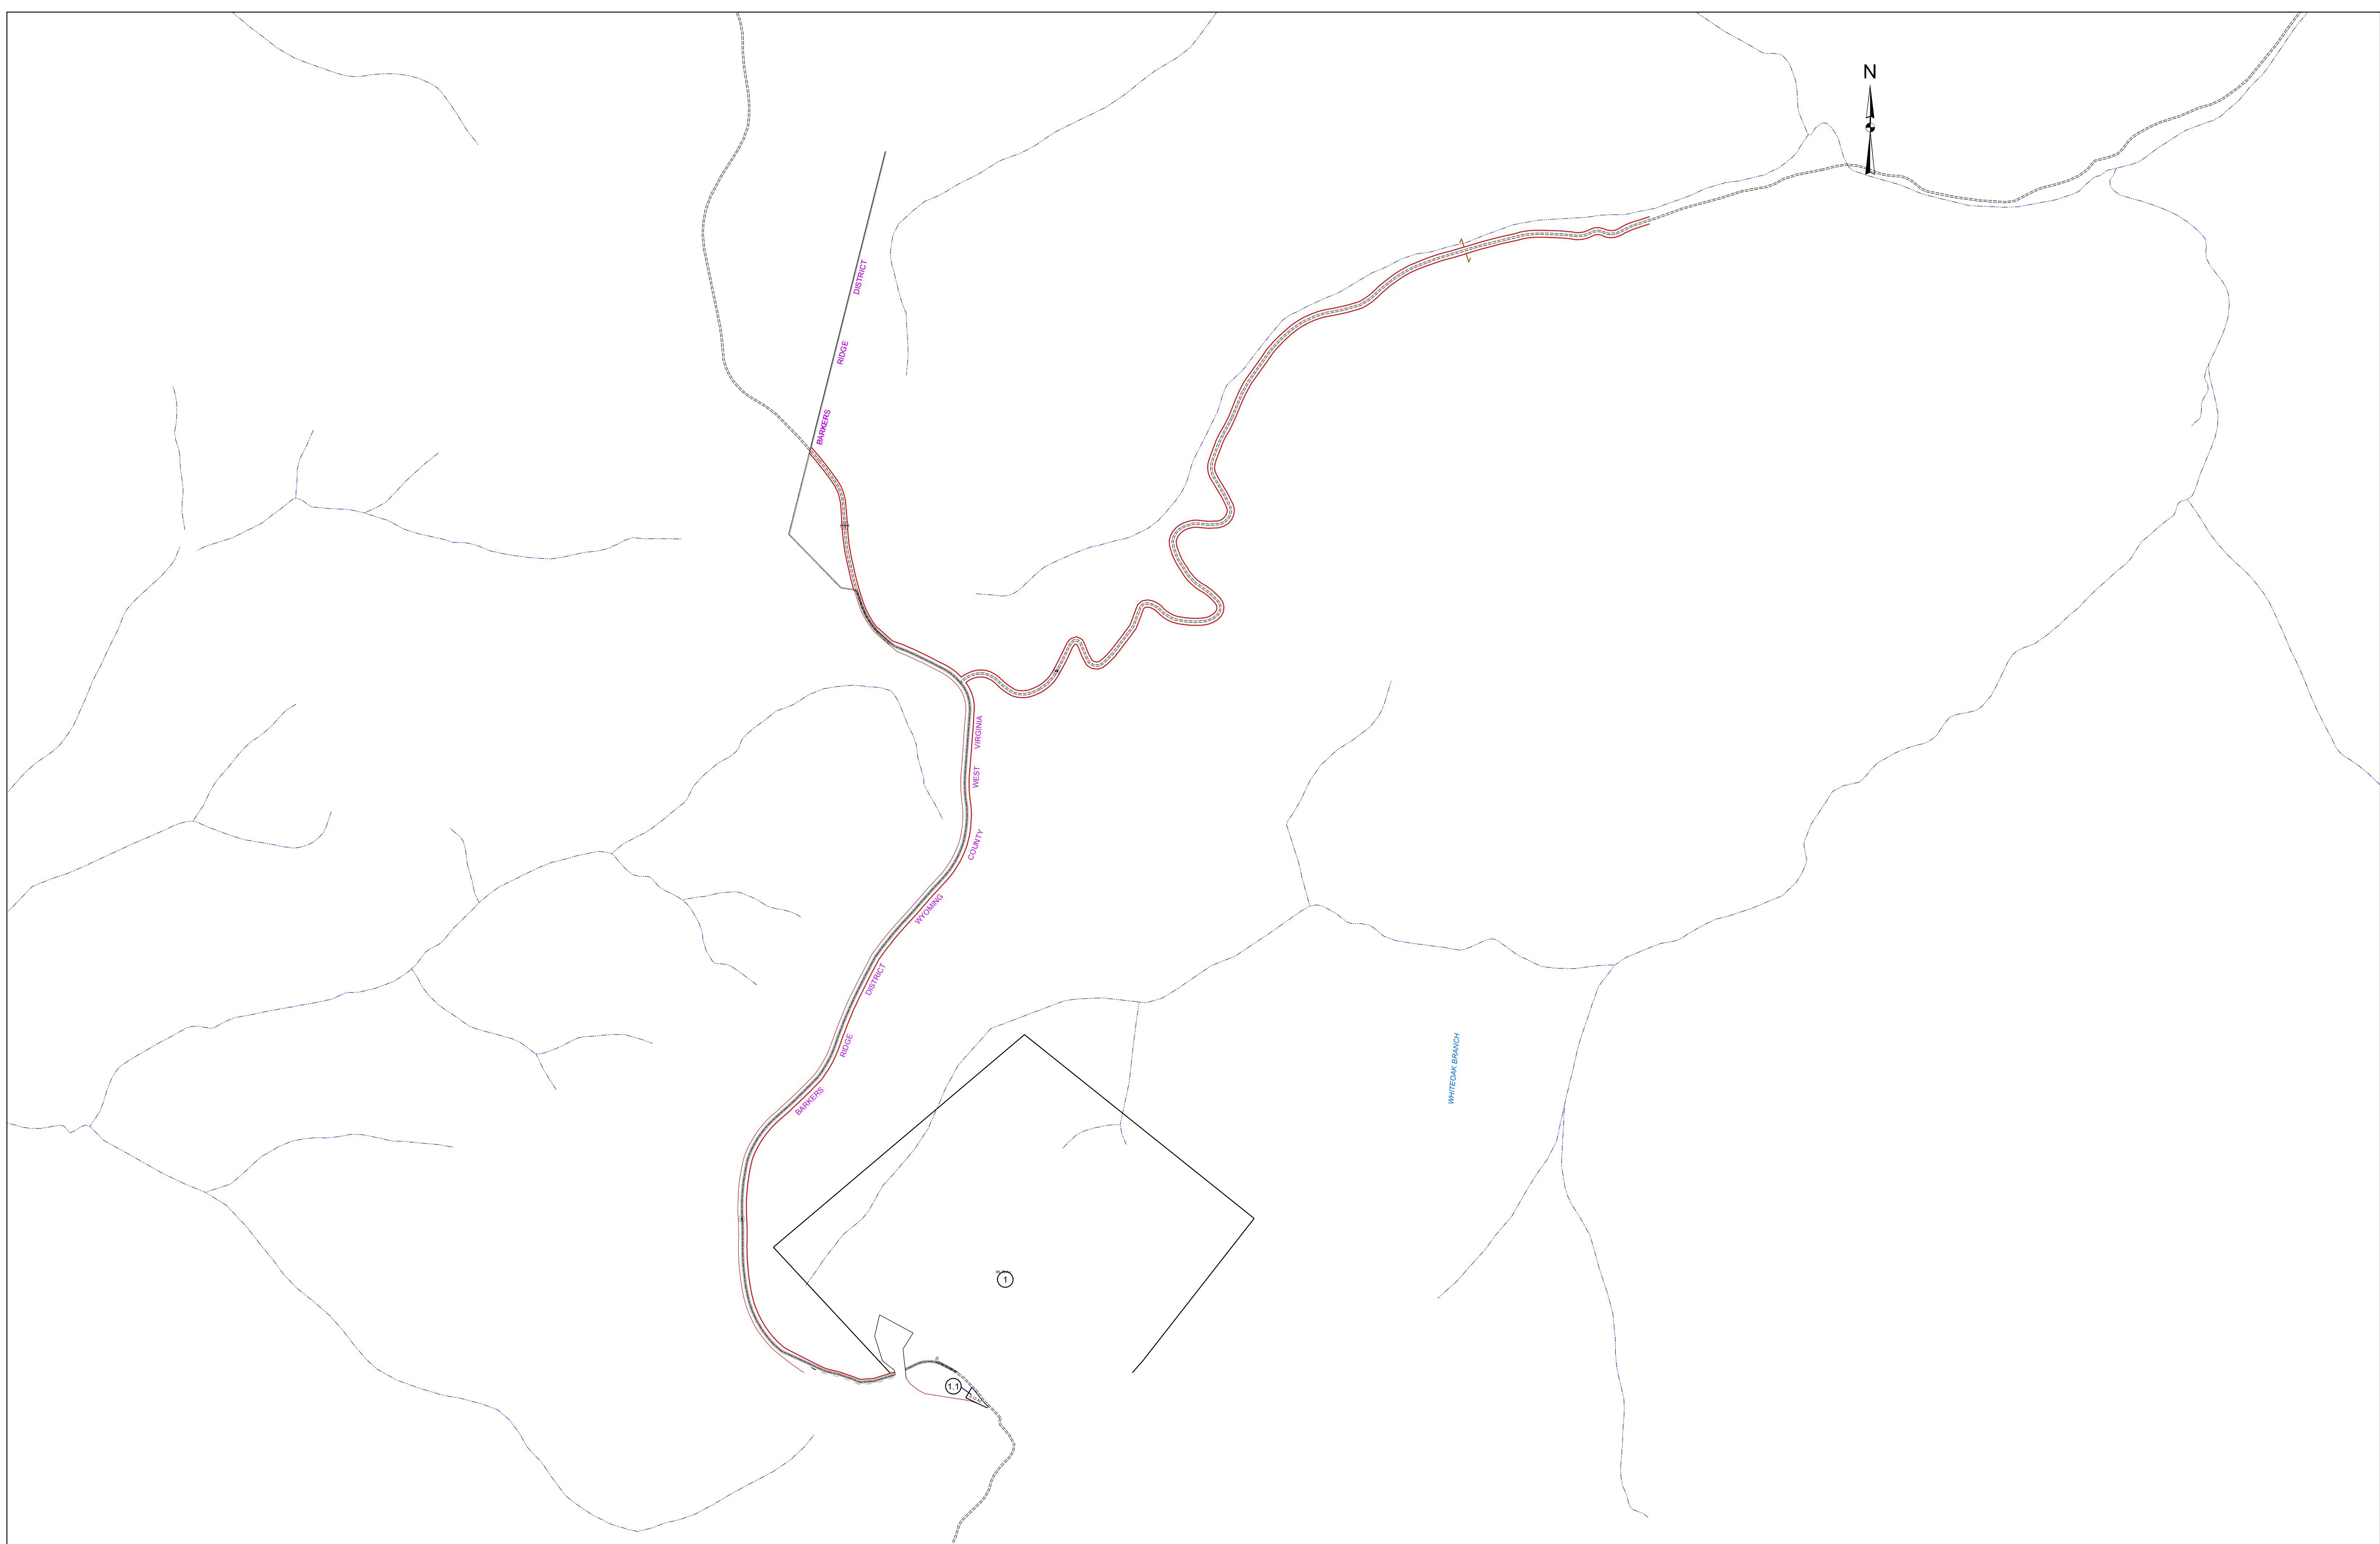 N
DISTRICT
RIDGE
BARKERS
VIRGINIA
WEST
COUNTY
WYOMING
DISTRICT
RIDGE
BARKERS
WHITEOAK BRANCH
1
1.1